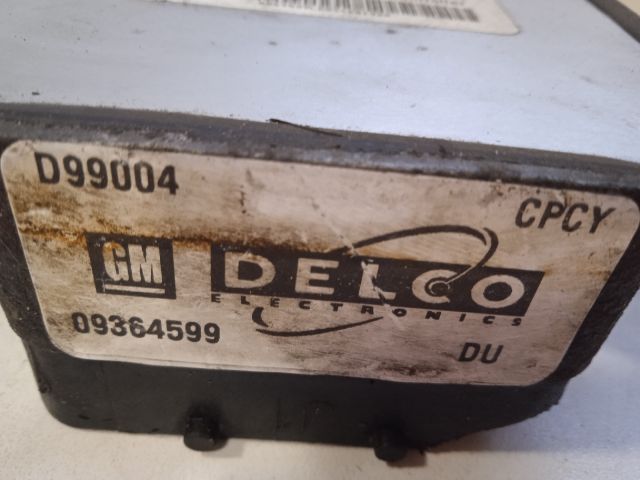 D99004
CPCY
GM
DELCO
ELECTRONICS
09364599
DU